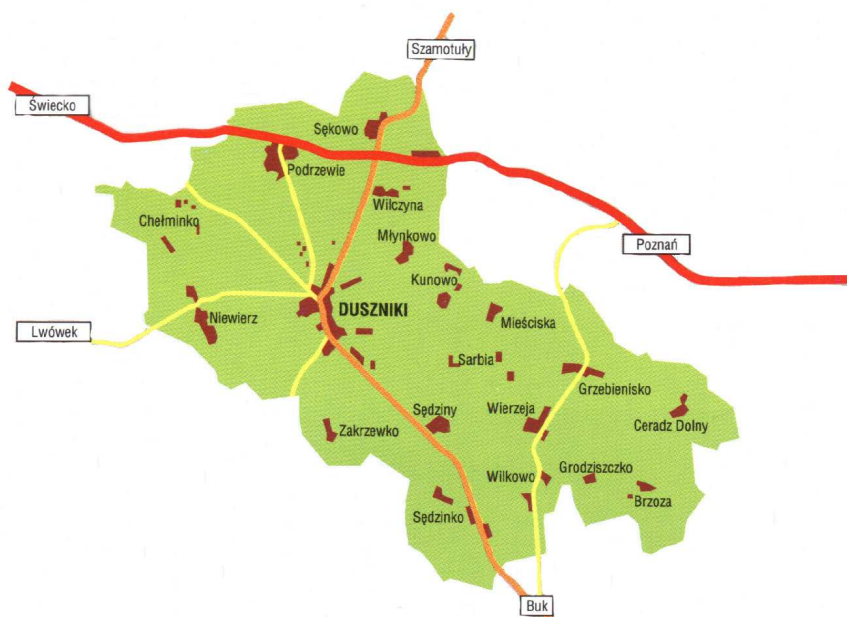 Szamotuły
Świecko
Sękowo
Podrzewie
Wilczyna
Chełminko
Młynkowo
Poznań
Kunowo
DUSZNIKI
Niewierz
Mieściska
Lwówek
Sarbia
Grzebienisko
Sędziny
Wierzeja
Ceradz Dolny
Zakrzewko
Wilkowo
Grodziszczko
Brzoza
Sędzinko
Buk